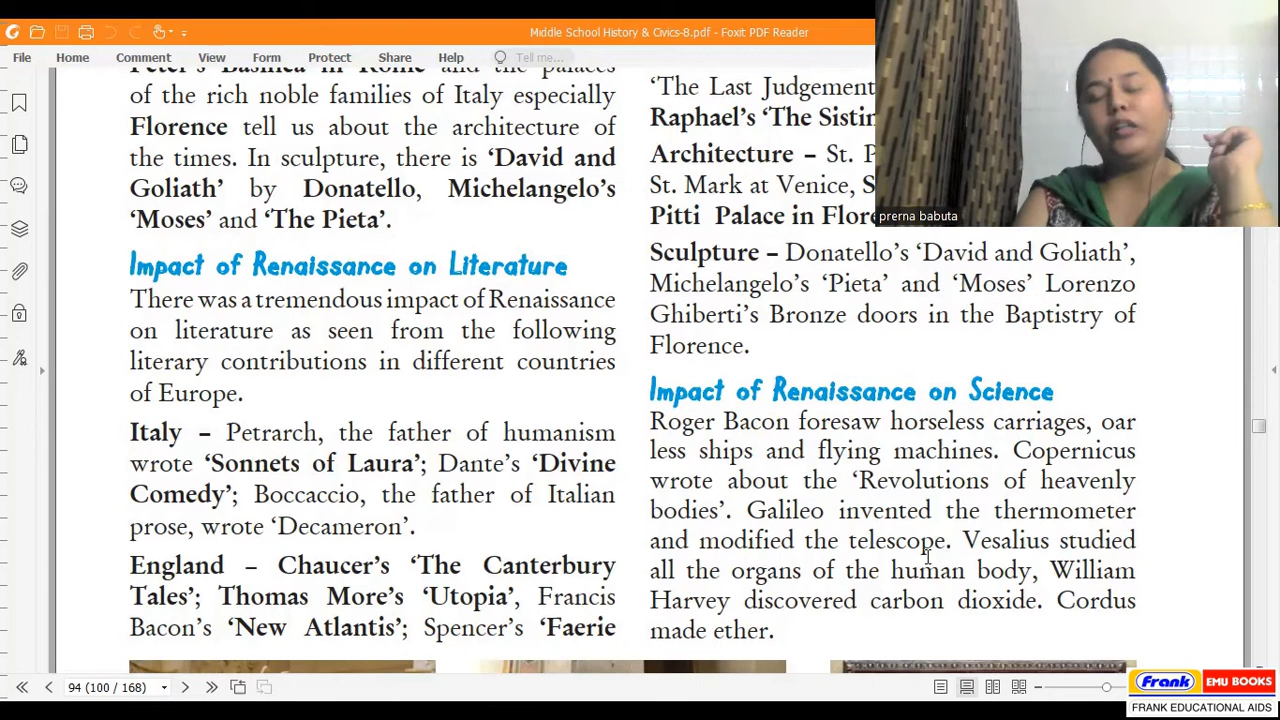 Middle School History & Civics-8.pdf - Foxit PDF Reader
File Home Comment View Form Protect Share Help Tell me...
Peter's Basilica in Rome and the palaces
of the rich noble families of Italy especially
Florence tell us about the architecture of
the times. In sculpture, there is ‘David and
Goliath’ by Donatello, Michelangelo’s
‘Moses’ and ‘The Pieta’.
Impact of Renaissance on Literature
There was a tremendous impact of Renaissance
on literature as seen from the following
literary contributions in different countries
of Europe.
Italy – Petrarch, the father of humanism
wrote ‘Sonnets of Laura’; Dante’s ‘Divine
Comedy’; Boccaccio, the father of Italian
prose, wrote ‘Decameron’.
England – Chaucer’s ‘The Canterbury
Tales’; Thomas More’s ‘Utopia’, Francis
Bacon’s ‘New Atlantis’; Spencer’s ‘Faerie
‘The Last Judgement
Raphael’s ‘The Sistin
Architecture – St. P
St. Mark at Venice, S
Pitti Palace in Flore
Sculpture – Donatello’s ‘David and Goliath’,
Michelangelo’s ‘Pieta’ and ‘Moses’ Lorenzo
Ghiberti’s Bronze doors in the Baptistry of
Florence.
Impact of Renaissance on Science
Roger Bacon foresaw horseless carriages, oar
less ships and flying machines. Copernicus
wrote about the ‘Revolutions of heavenly
bodies’. Galileo invented the thermometer
and modified the telescope. Vesalius studied
all the organs of the human body, William
Harvey discovered carbon dioxide. Cordus
made ether.
prerna babuta
94 (100 / 168)
Frank EMU BOOKS
FRANK EDUCATIONAL AIDS